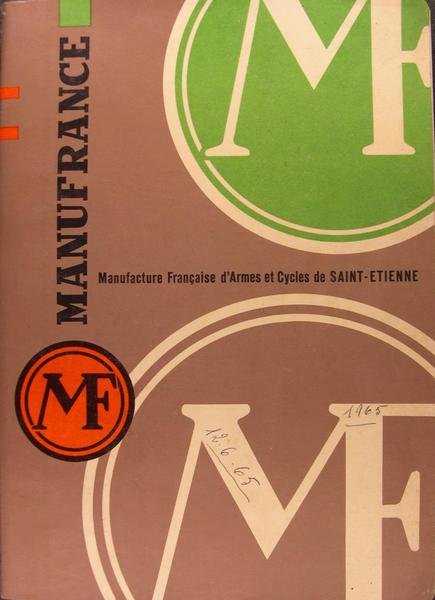 MF
MANUFRANCE
Manufacture Française d'Armes et Cycles de SAINT-ETIENNE
MF
MF
1965
12.6.65